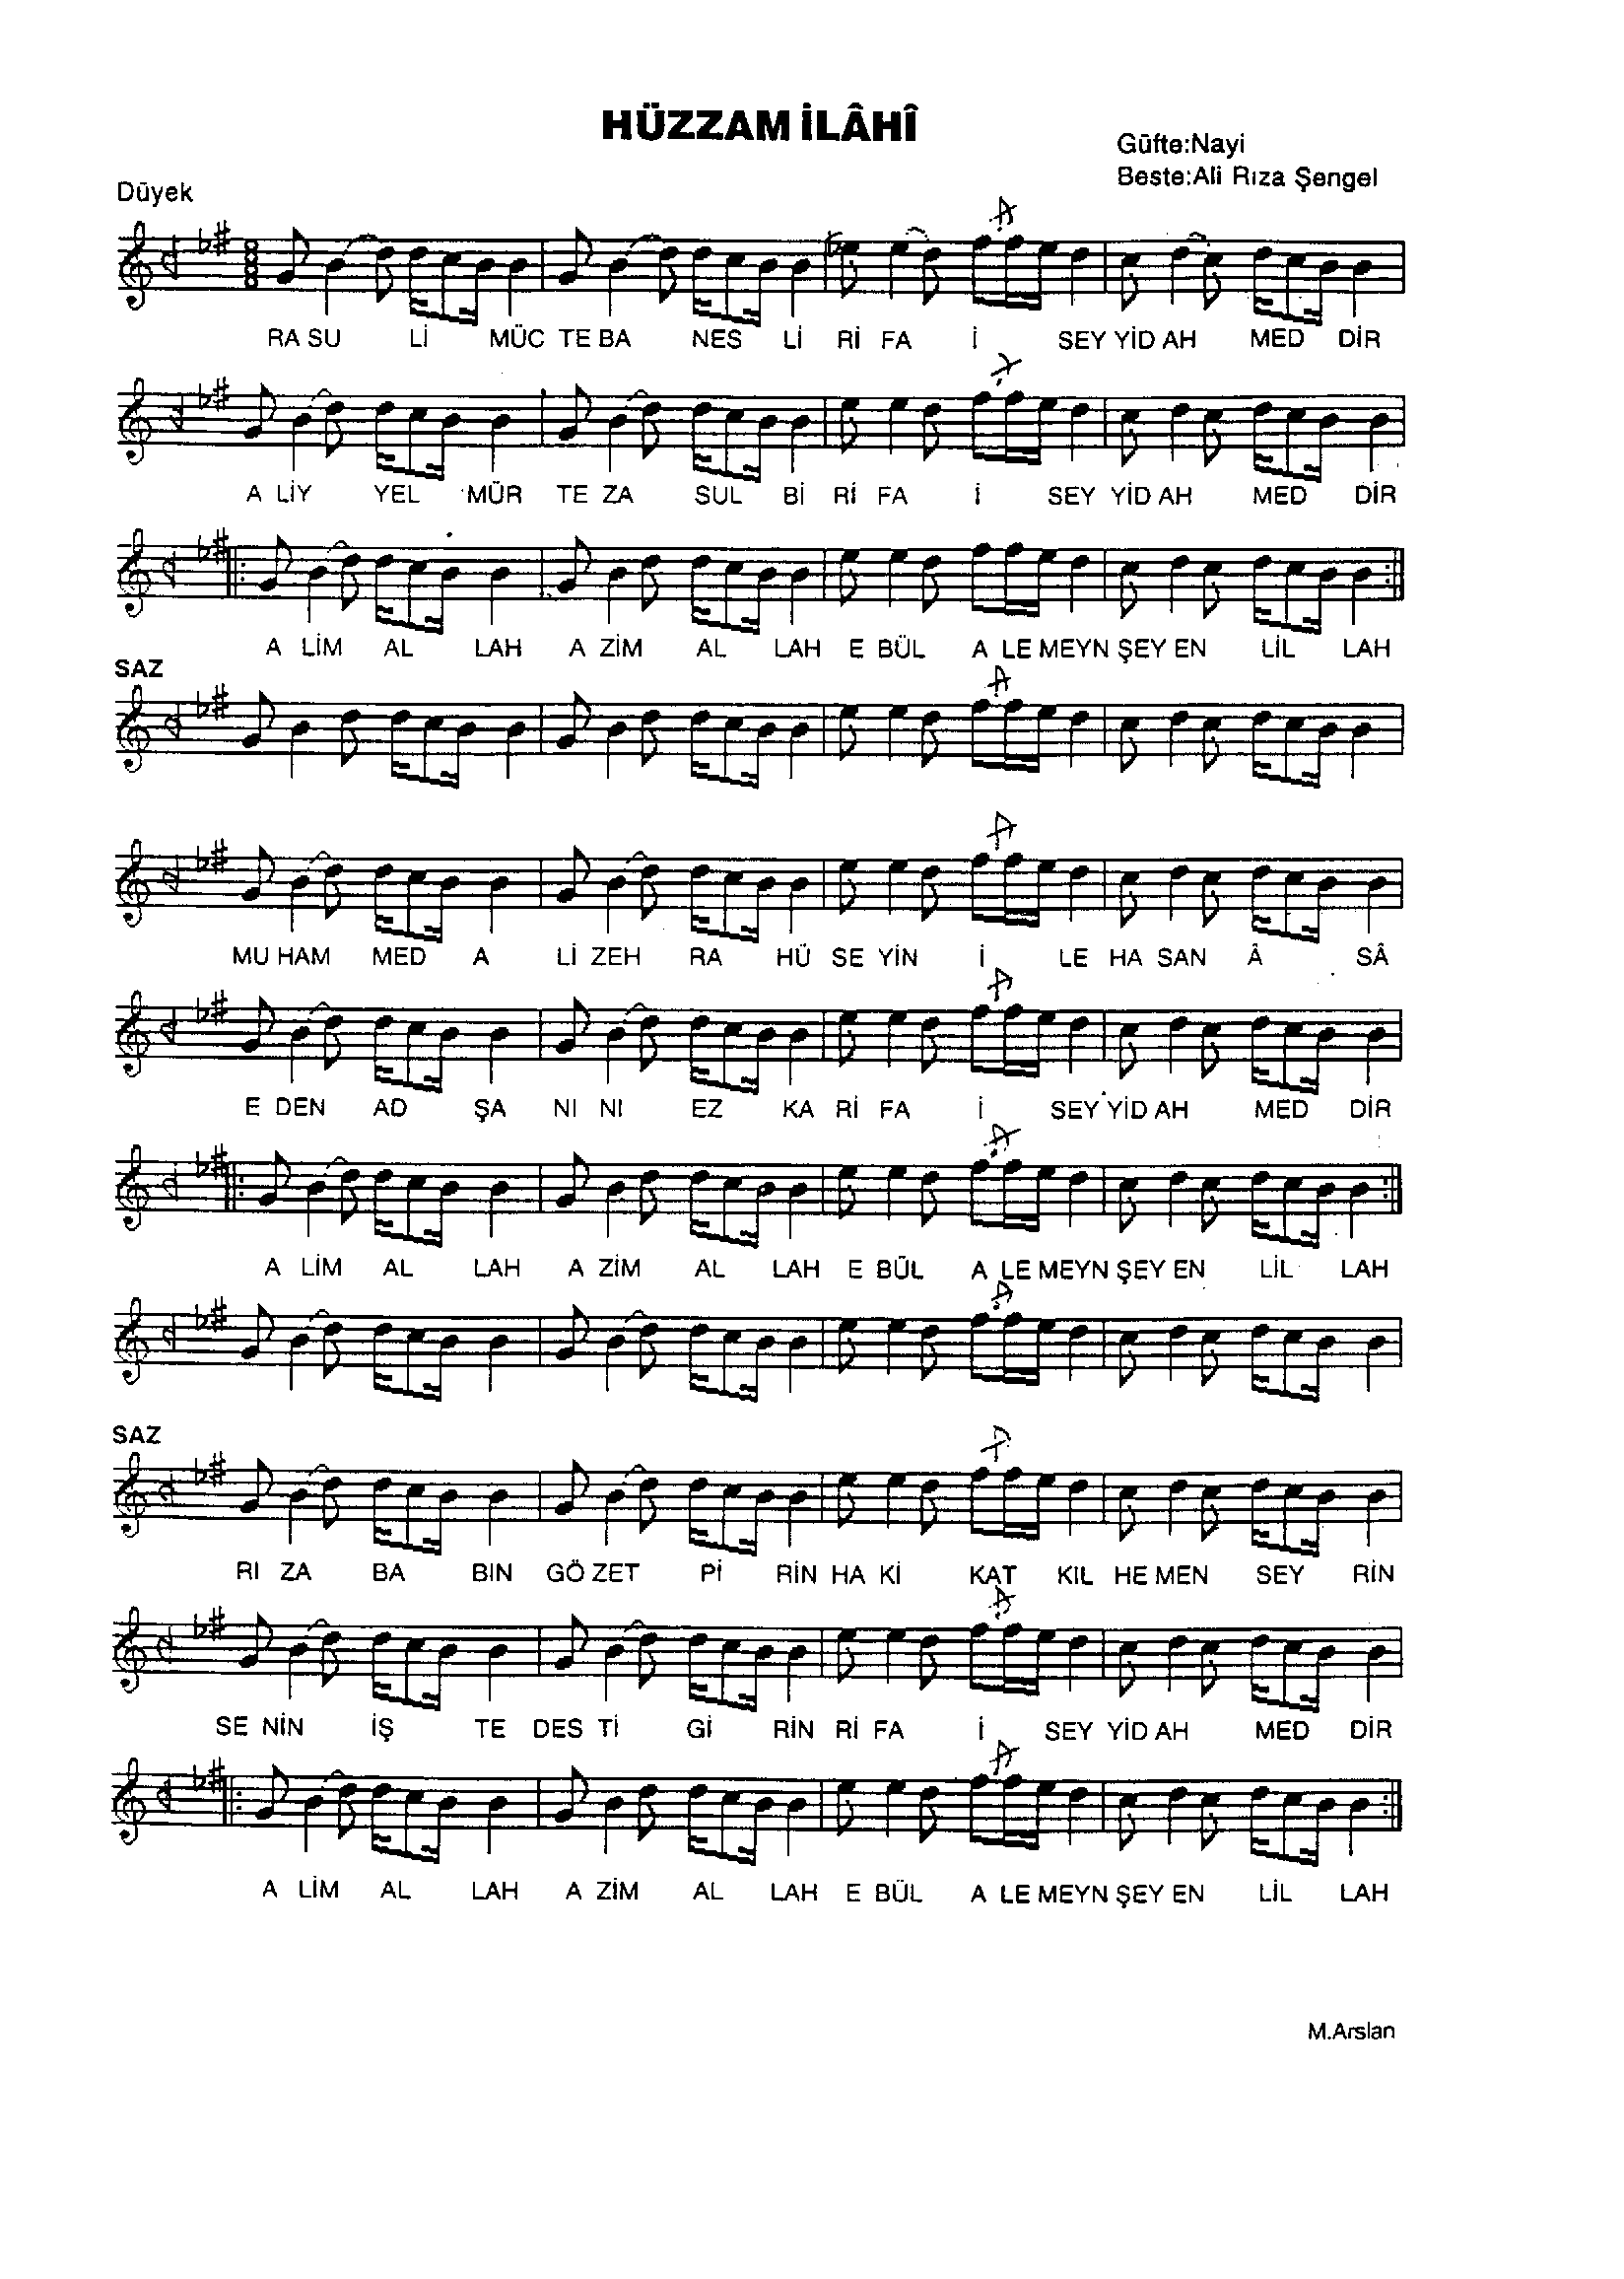 HÜZZAM İLÂHÎ
Güfte:Nayi
Beste:Ali Rıza Şengel
Düyek
RA SU Lİ MÜC TE BA NES Lİ Rİ FA İ SEY YİD AH MED DİR
A LİY YEL MÜR TE ZA SUL Bİ Rİ FA İ SEY YİD AH MED DİR
A LİM AL LAH A ZİM AL LAH E BÜL A LE MEYN ŞEY EN LİL LAH
SAZ
MU HAM MED A Lİ ZEH RA HÜ SE YİN İ LE HA SAN Â SÂ
E DEN AD ŞA NI NI EZ KA Rİ FA İ SEY YİD AH MED DİR
A LİM AL LAH A ZİM AL LAH E BÜL A LE MEYN ŞEY EN LİL LAH
SAZ
RI ZA BA BIN GÖ ZET Pİ RİN HA Kİ KAT KIL HE MEN SEY RİN
SE NİN İŞ TE DES Tİ Gİ RİN Rİ FA İ SEY YİD AH MED DİR
A LİM AL LAH A ZİM AL LAH E BÜL A LE MEYN ŞEY EN LİL LAH
M.Arslan